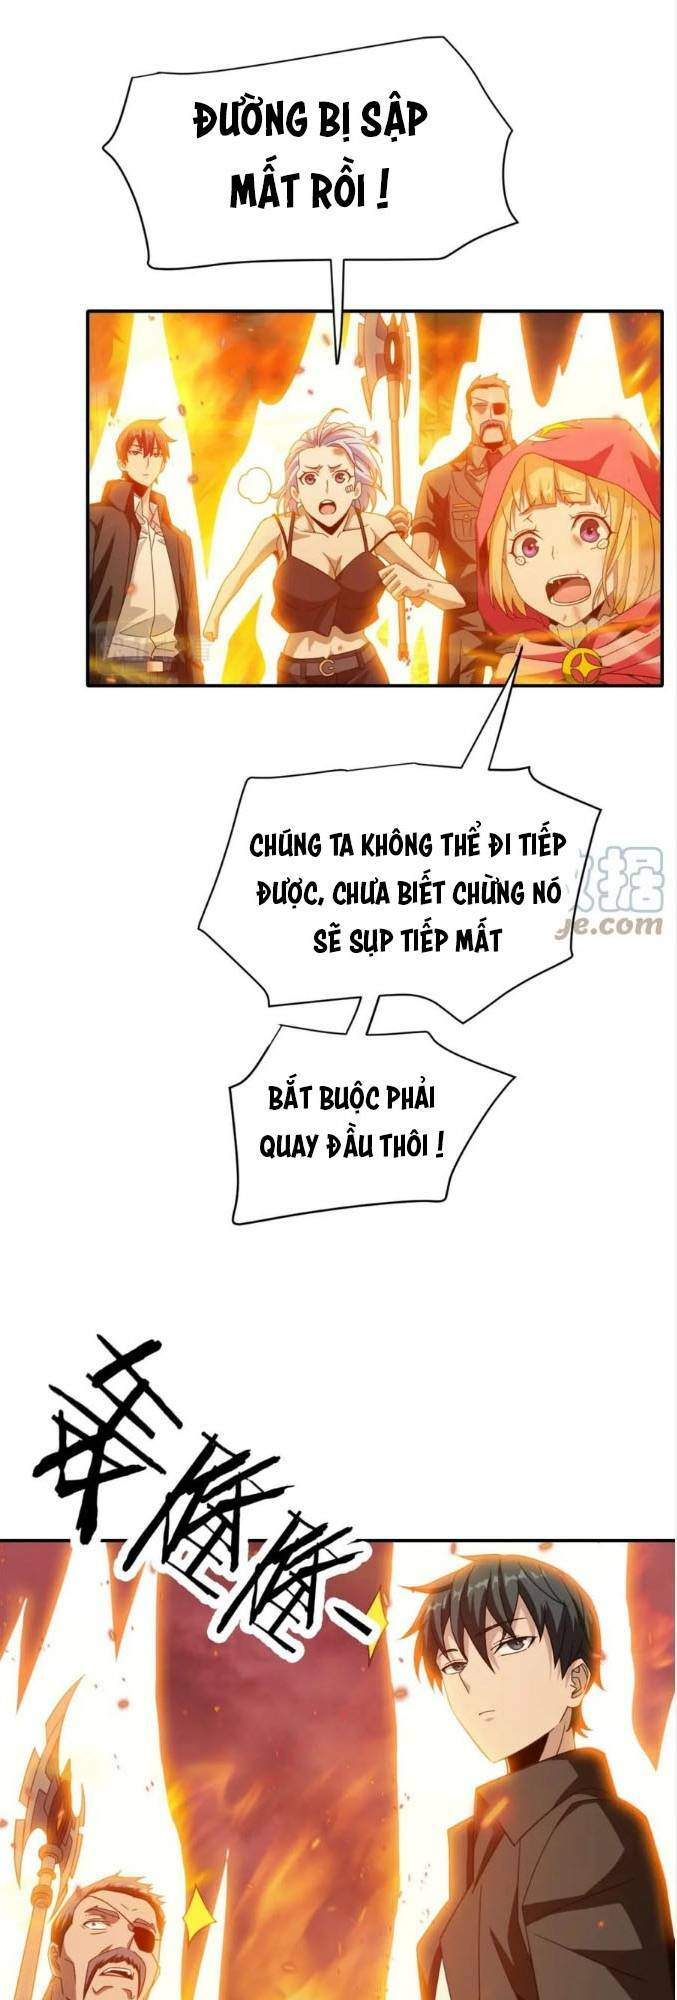 ĐƯỜNG BỊ SẬP
MẤT RỒI !
CHÚNG TA KHÔNG THỂ ĐI TIẾP
ĐƯỢC, CHƯA BIẾT CHỪNG NÓ
SẼ SỤP TIẾP MẤT
据
je.com
BẮT BUỘC PHẢI
QUAY ĐẦU THÔI !